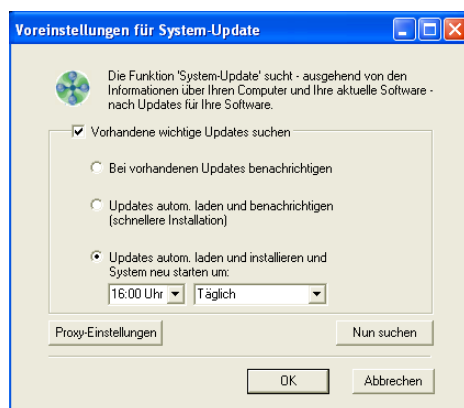 Voreinstellungen für System-Update
Die Funktion 'System-Update' sucht - ausgehend von den
Informationen über Ihren Computer und Ihre aktuelle Software -
nach Updates für Ihre Software.
Vorhandene wichtige Updates suchen
Bei vorhandenen Updates benachrichtigen
Updates autom. laden und benachrichtigen
(schnellere Installation)
Updates autom. laden und installieren und
System neu starten um:
16:00 Uhr Täglich
Proxy-Einstellungen Nun suchen
OK Abbrechen